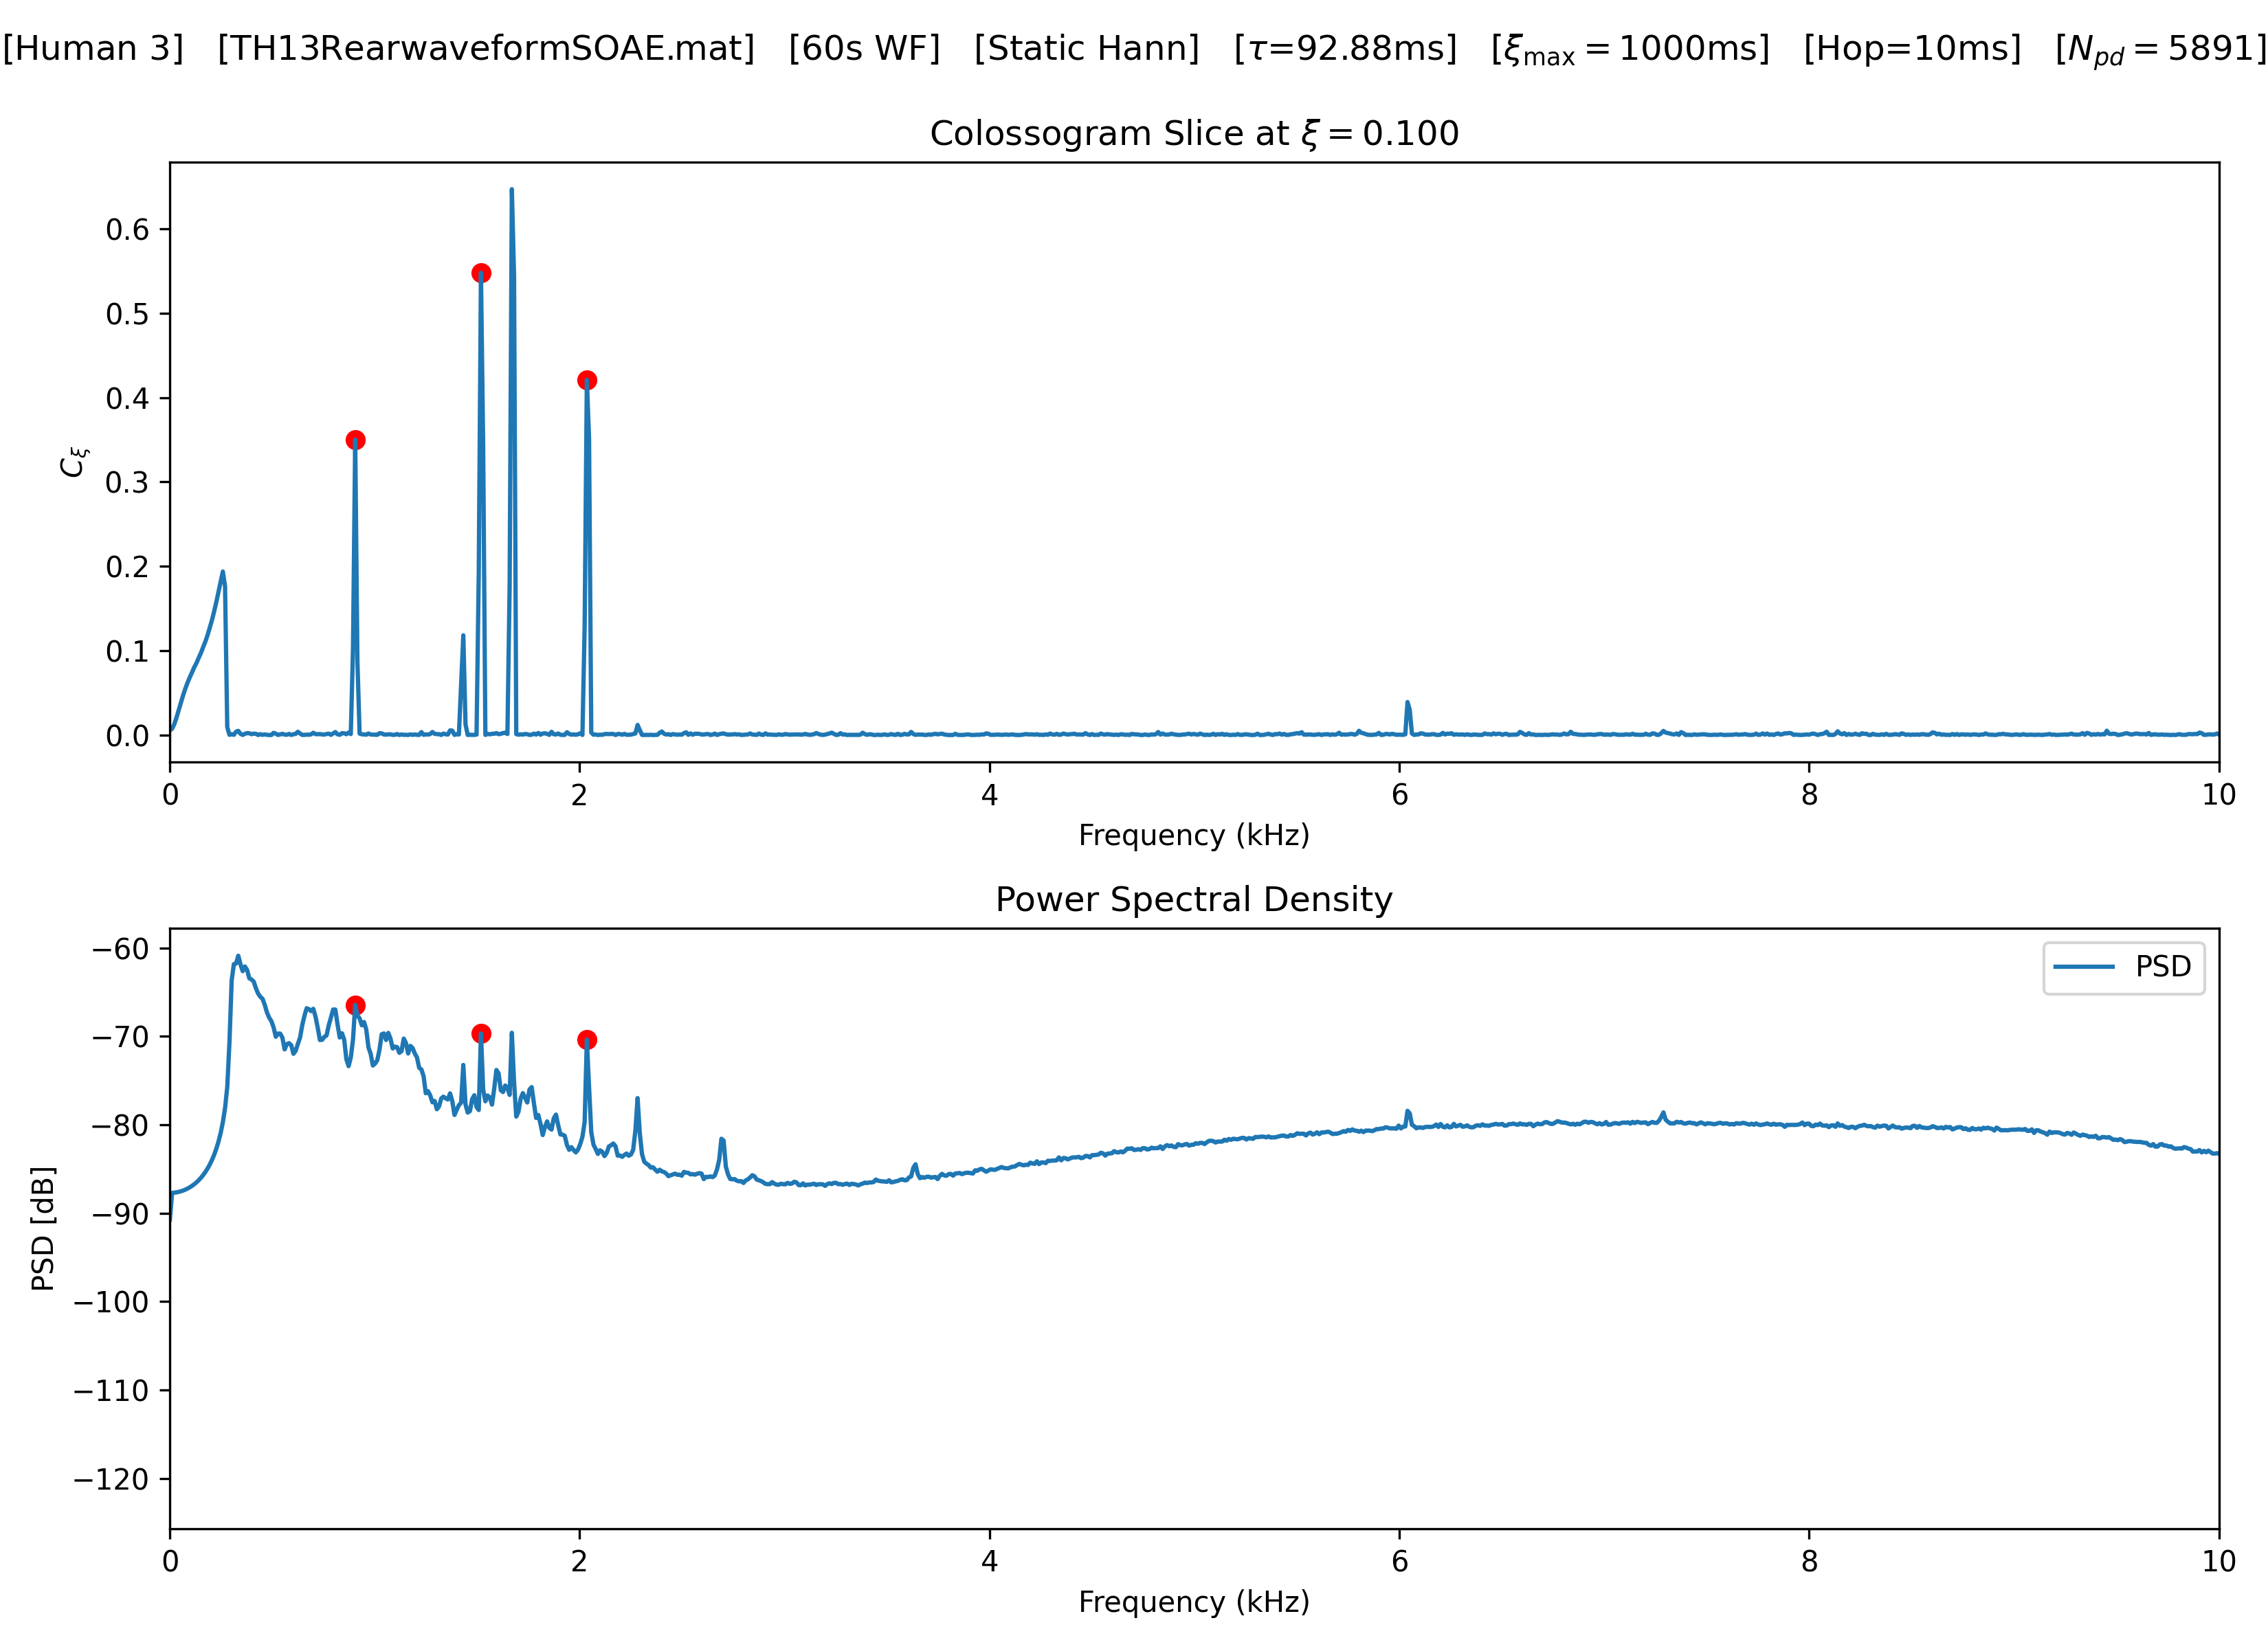 [Human 3] [TH13RearwaveformSOAE.mat] [60s WF] [Static Hann] [τ=92.88ms] [ξmax = 1000ms] [Hop=10ms] [Npd = 5891]
Colossogram Slice at ξ = 0.100
0.6
0.5
0.4
0.3
0.2
0.1
0.0
Cξ
0 2 4 6 8 10
Frequency (kHz)
Power Spectral Density
PSD
−60
−70
−80
−90
−100
−110
−120
PSD [dB]
0 2 4 6 8 10
Frequency (kHz)